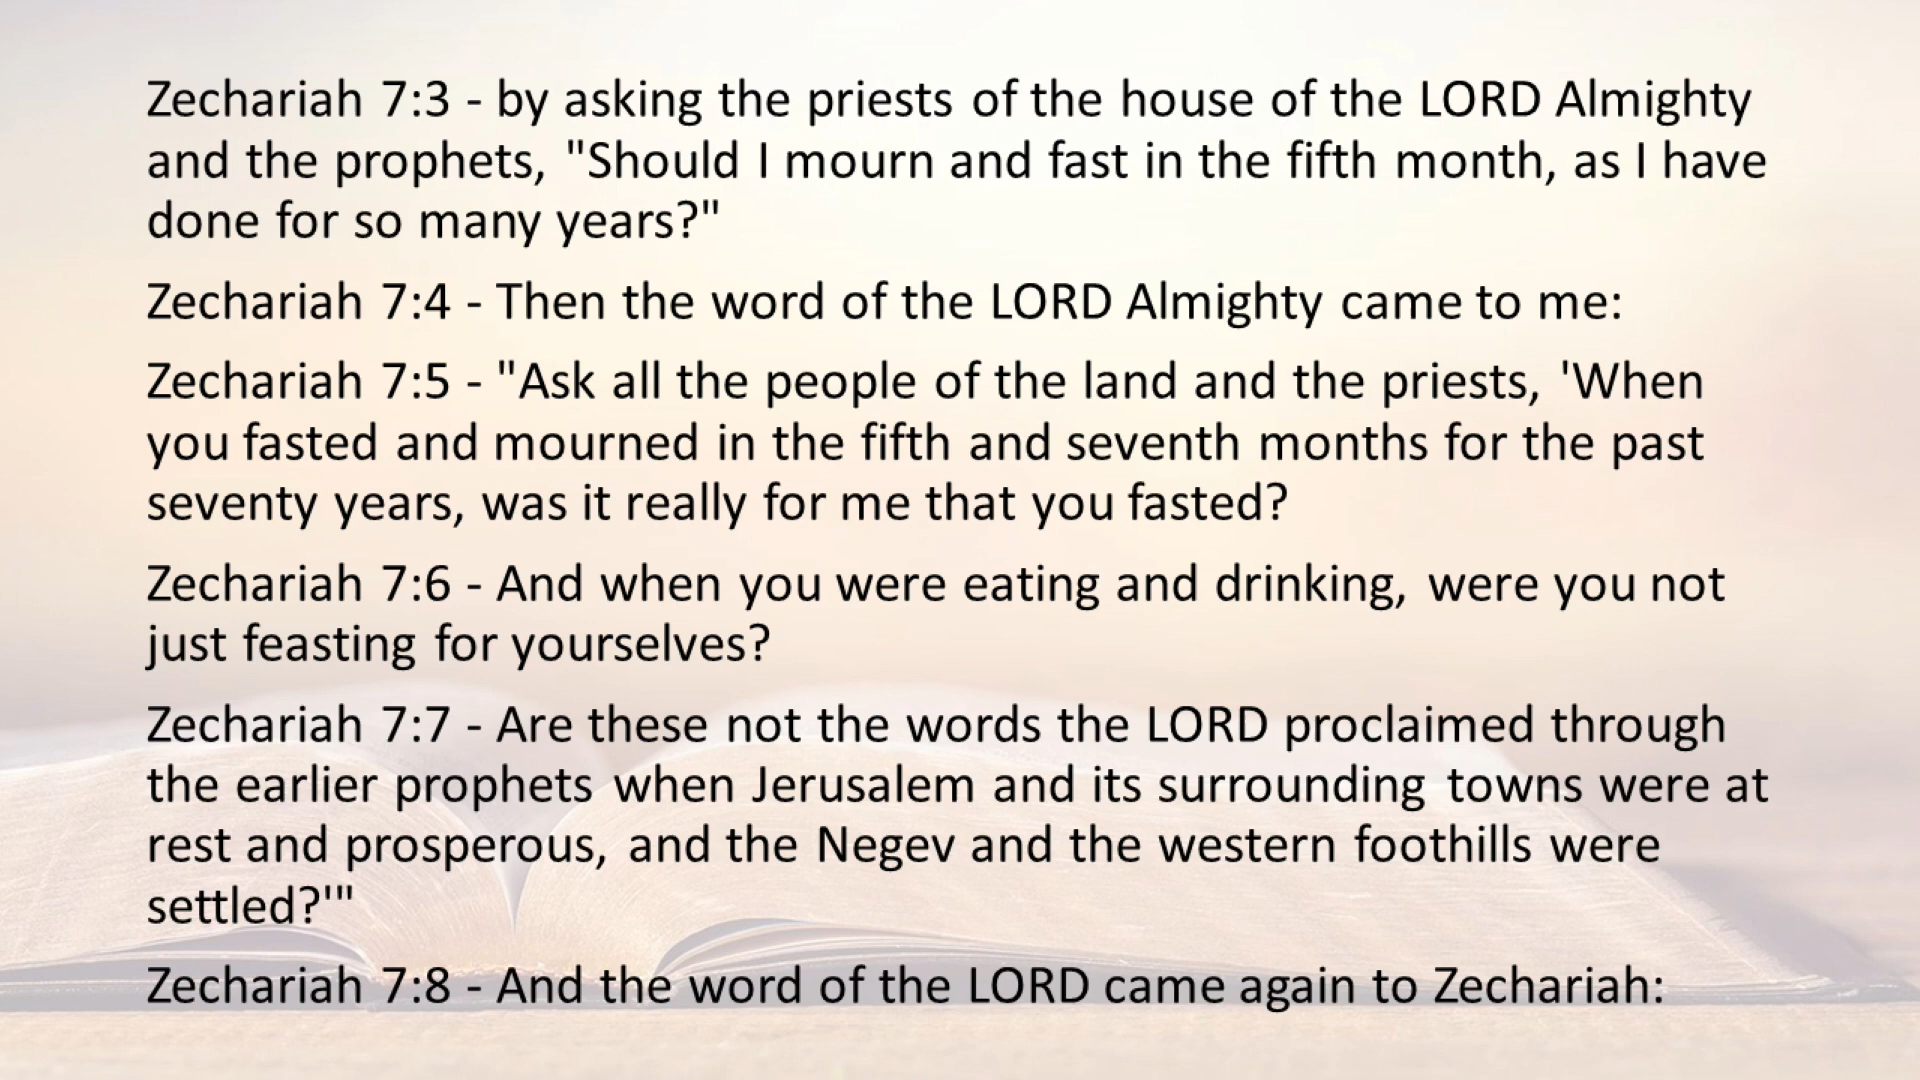 Zechariah 7:3 - by asking the priests of the house of the LORD Almighty
and the prophets, "Should I mourn and fast in the fifth month, as I have
done for so many years?"
Zechariah 7:4 - Then the word of the LORD Almighty came to me:
Zechariah 7:5 - "Ask all the people of the land and the priests, 'When
you fasted and mourned in the fifth and seventh months for the past
seventy years, was it really for me that you fasted?
Zechariah 7:6 - And when you were eating and drinking, were you not
just feasting for yourselves?
Zechariah 7:7 - Are these not the words the LORD proclaimed through
the earlier prophets when Jerusalem and its surrounding towns were at
rest and prosperous, and the Negev and the western foothills were
settled?'"
Zechariah 7:8 - And the word of the LORD came again to Zechariah: